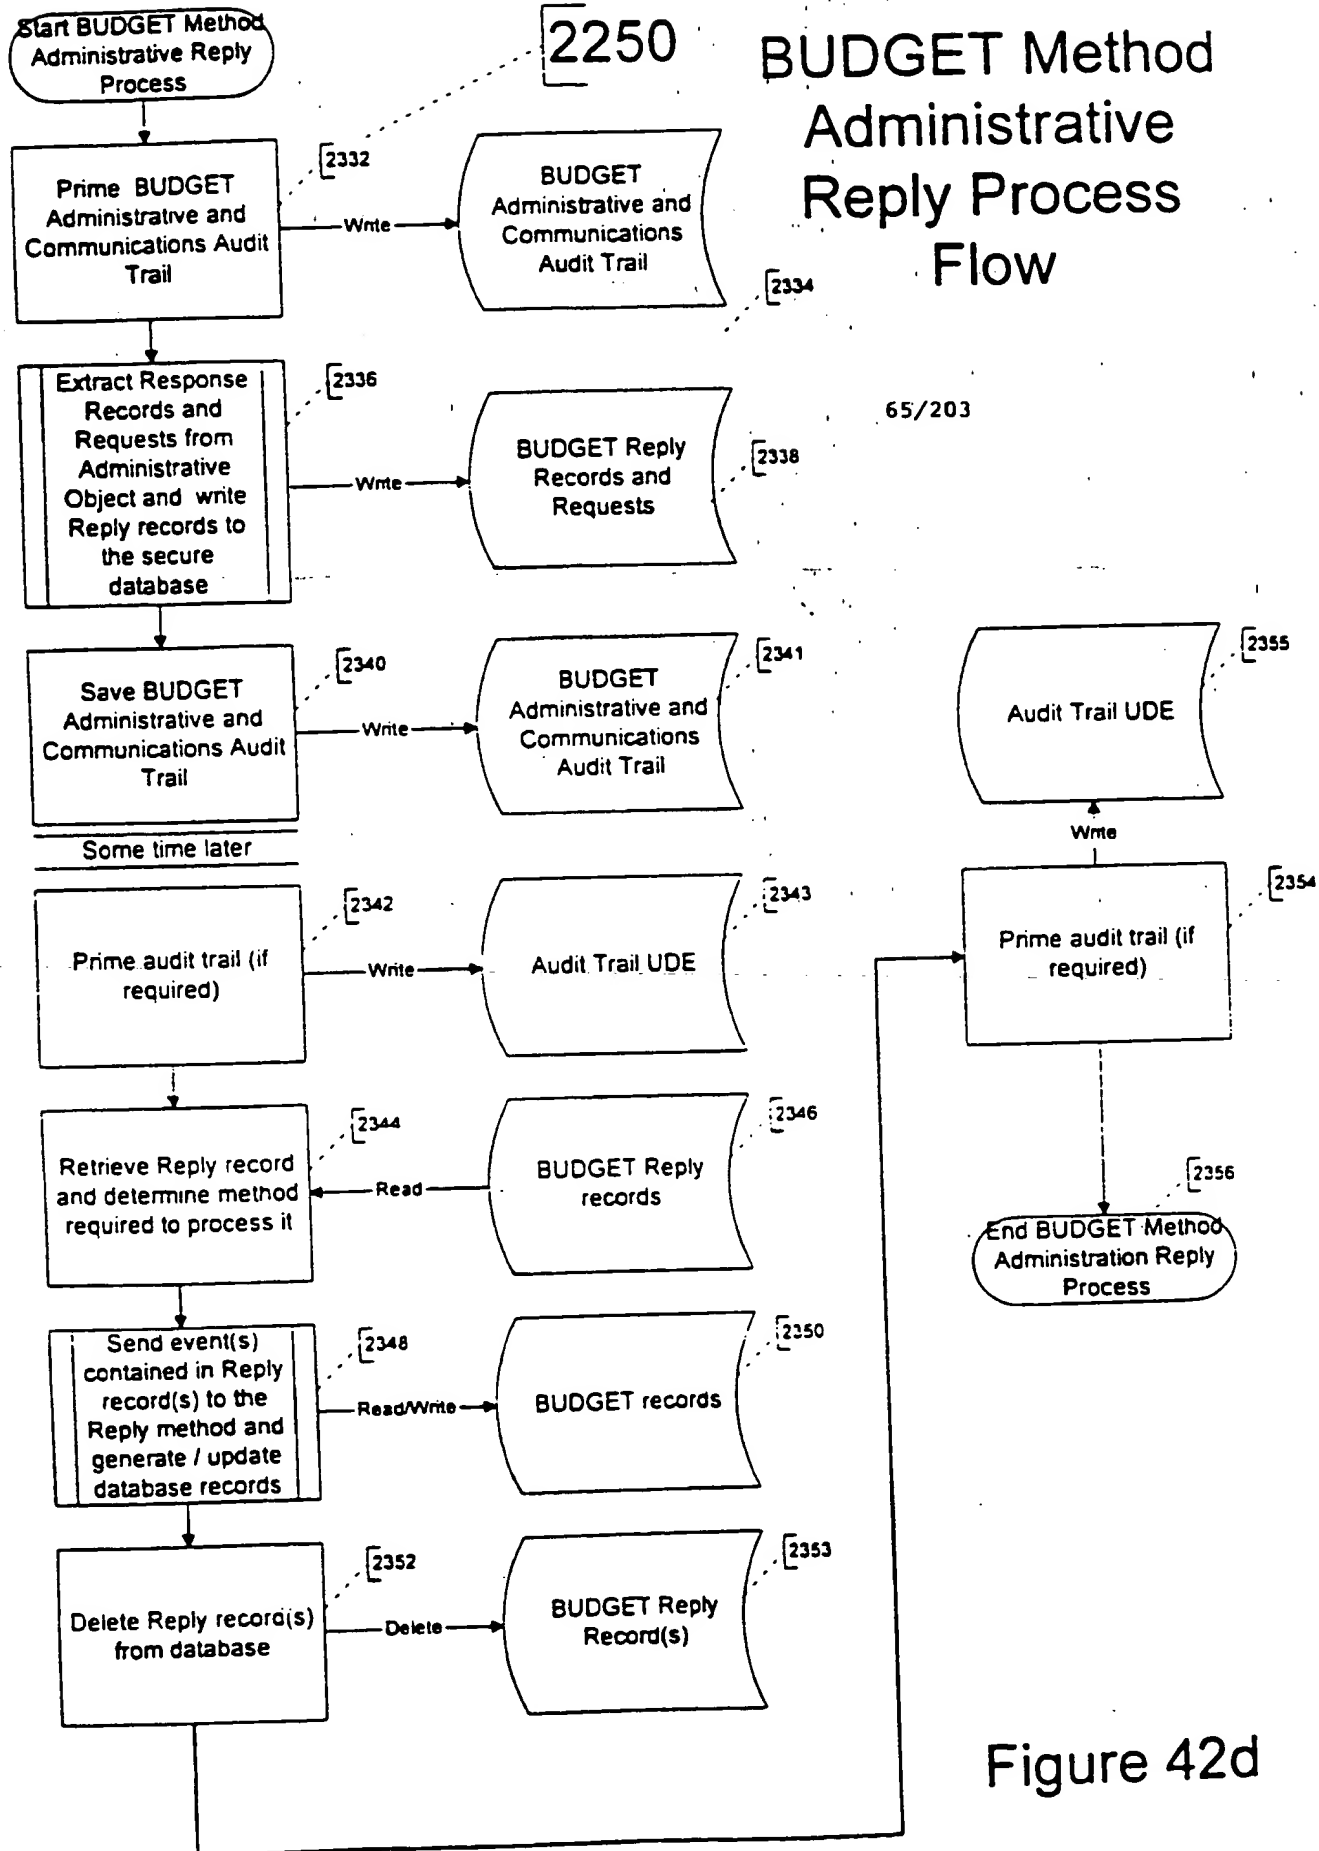 Start BUDGET Method
Administrative Reply
Process
2250
BUDGET Method
Administrative
Reply Process
Flow
2332
Prime BUDGET
Administrative and
Communications Audit
Trail
Write
BUDGET
Administrative and
Communications
Audit Trail
2334
Extract Response
Records and
Requests from
Administrative
Object and write
Reply records to
the secure
database
2336
Write
BUDGET Reply
Records and
Requests
2338
65/203
Save BUDGET
Administrative and
Communications Audit
Trail
2340
Write
BUDGET
Administrative and
Communications
Audit Trail
2341
Some time later
Prime audit trail (if
required)
2342
Write
Audit Trail UDE
2343
Retrieve Reply record
and determine method
required to process it
2344
Read
BUDGET Reply
records
2346
Send event(s)
contained in Reply
record(s) to the
Reply method and
generate / update
database records
2348
Read/Write
BUDGET records
2350
Delete Reply record(s)
from database
2352
Delete
BUDGET Reply
Record(s)
2353
Audit Trail UDE
2355
Write
Prime audit trail (if
required)
2354
2356
End BUDGET Method
Administration Reply
Process
Figure 42d